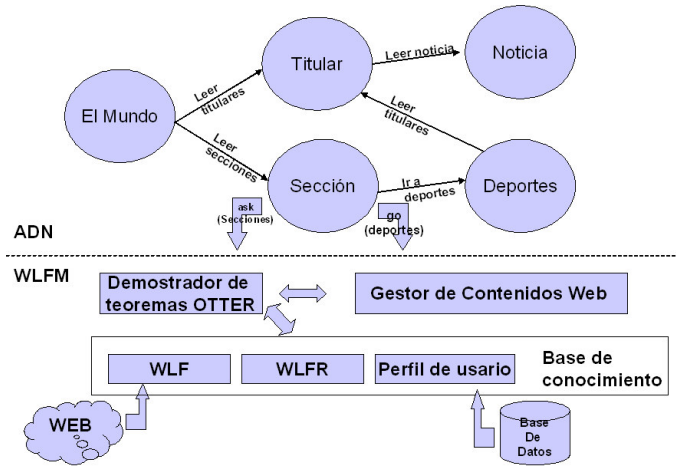 Titular
Leer noticia
Noticia
El Mundo
Leer
titulares
Leer
titulares
Leer
secciones
Sección
Ir a
deportes
Deportes
ask
(Secciones)
go
(deportes)
ADN
WLFM
Demostrador de
teoremas OTTER
Gestor de Contenidos Web
WLF
WLFR
Perfil de usario
Base de
conocimiento
WEB
Base
De
Datos